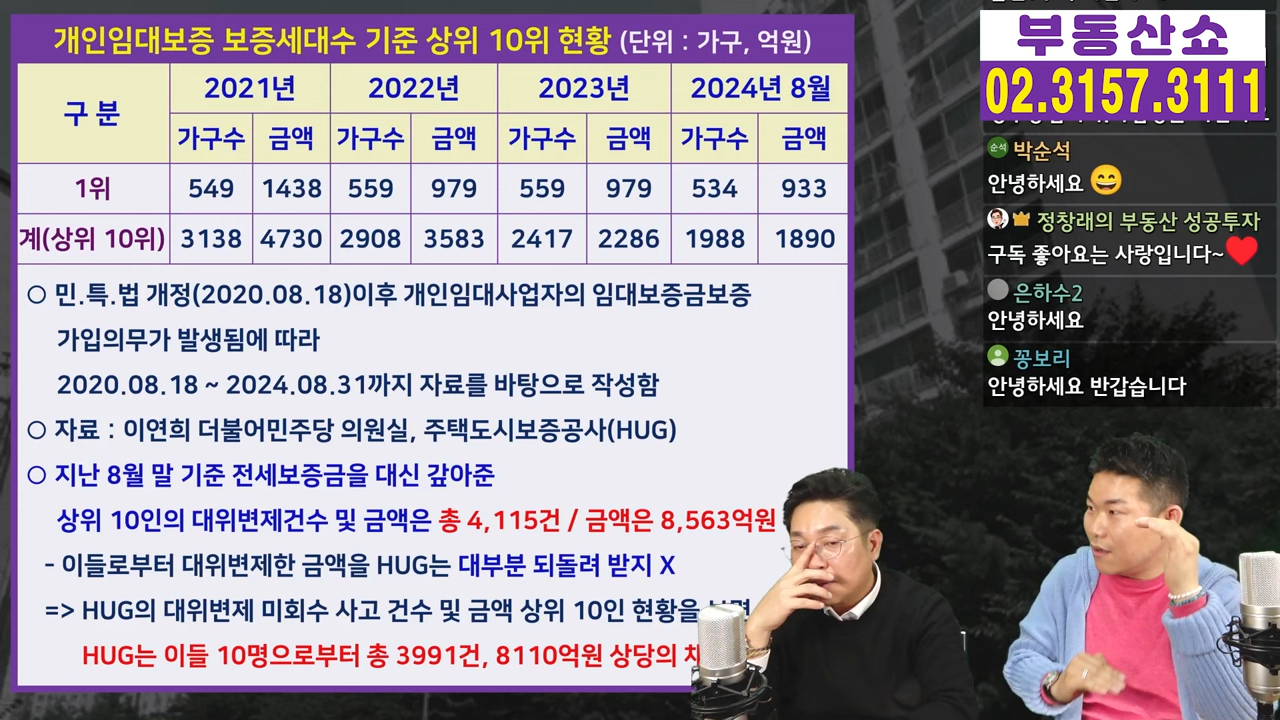 개인임대보증 보증세대수 기준 상위 10위 현황 (단위 : 가구, 억원)
구 분 2021년 2022년 2023년 2024년 8월
가구수 금액 가구수 금액 가구수 금액 가구수 금액
1위 549 1438 559 979 559 979 534 933
계(상위 10위) 3138 4730 2908 3583 2417 2286 1988 1890
○ 민.특.법 개정(2020.08.18)이후 개인임대사업자의 임대보증금보증
가입의무가 발생됨에 따라
2020.08.18 ~ 2024.08.31까지 자료를 바탕으로 작성함
○ 자료 : 이연희 더불어민주당 의원실, 주택도시보증공사(HUG)
○ 지난 8월 말 기준 전세보증금을 대신 갚아준
상위 10인의 대위변제건수 및 금액은 총 4,115건 / 금액은 8,563억원
- 이들로부터 대위변제한 금액을 HUG는 대부분 되돌려 받지 X
=> HUG의 대위변제 미회수 사고 건수 및 금액 상위 10인 현황을
HUG는 이들 10명으로부터 총 3991건, 8110억원 상당의
부동산쇼
02.3157.3111
순석 박순석
안녕하세요 😄
정창래의 부동산 성공투자
구독 좋아요는 사랑입니다~❤️
은하수2
안녕하세요
꽁보리
안녕하세요 반갑습니다